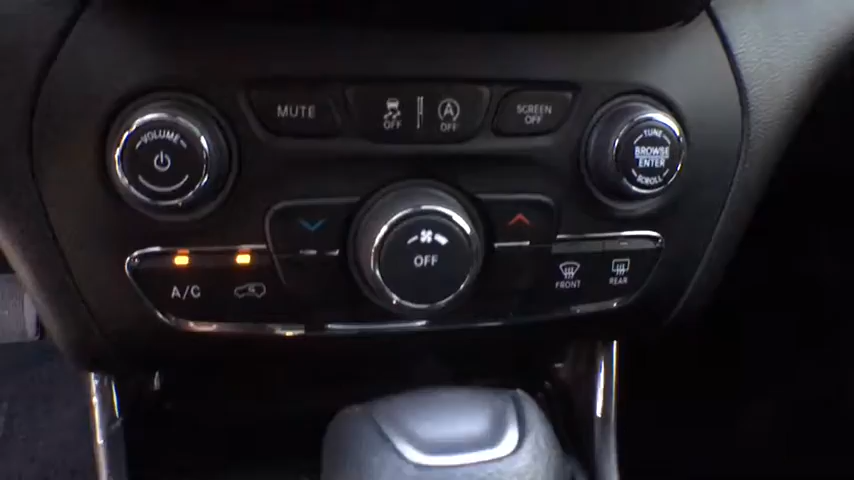 MUTE
OFF
A
OFF
SCREEN
OFF
VOLUME
TUNE
BROWSE
ENTER
SCROLL
OFF
A/C
FRONT
REAR